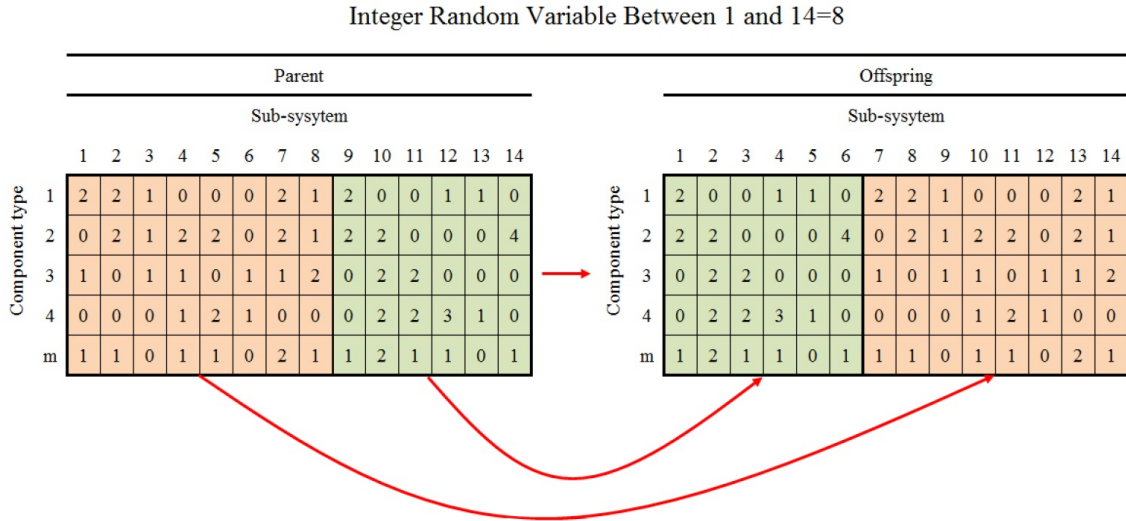 Integer Random Variable Between 1 and 14=8
Parent
Offspring
Sub-sysytem
Sub-sysytem
1 2 3 4 5 6 7 8 9 10 11 12 13 14
1 2 3 4 5 6 7 8 9 10 11 12 13 14
Component type
1 2 2 1 0 0 0 2 1 2 0 0 1 1 0
2 0 2 1 2 2 0 2 1 2 2 0 0 0 4
3 1 0 1 1 0 1 1 2 0 2 2 0 0 0
4 0 0 0 1 2 1 0 0 0 2 2 3 1 0
m 1 1 0 1 1 0 2 1 1 2 1 1 0 1
Component type
1 2 0 0 1 1 0 2 2 1 0 0 0 2 1
2 2 2 0 0 0 4 0 2 1 2 2 0 2 1
3 0 2 2 0 0 0 1 0 1 1 0 1 1 2
4 0 2 2 3 1 0 0 0 0 1 2 1 0 0
m 1 2 1 1 0 1 1 1 0 1 1 0 2 1